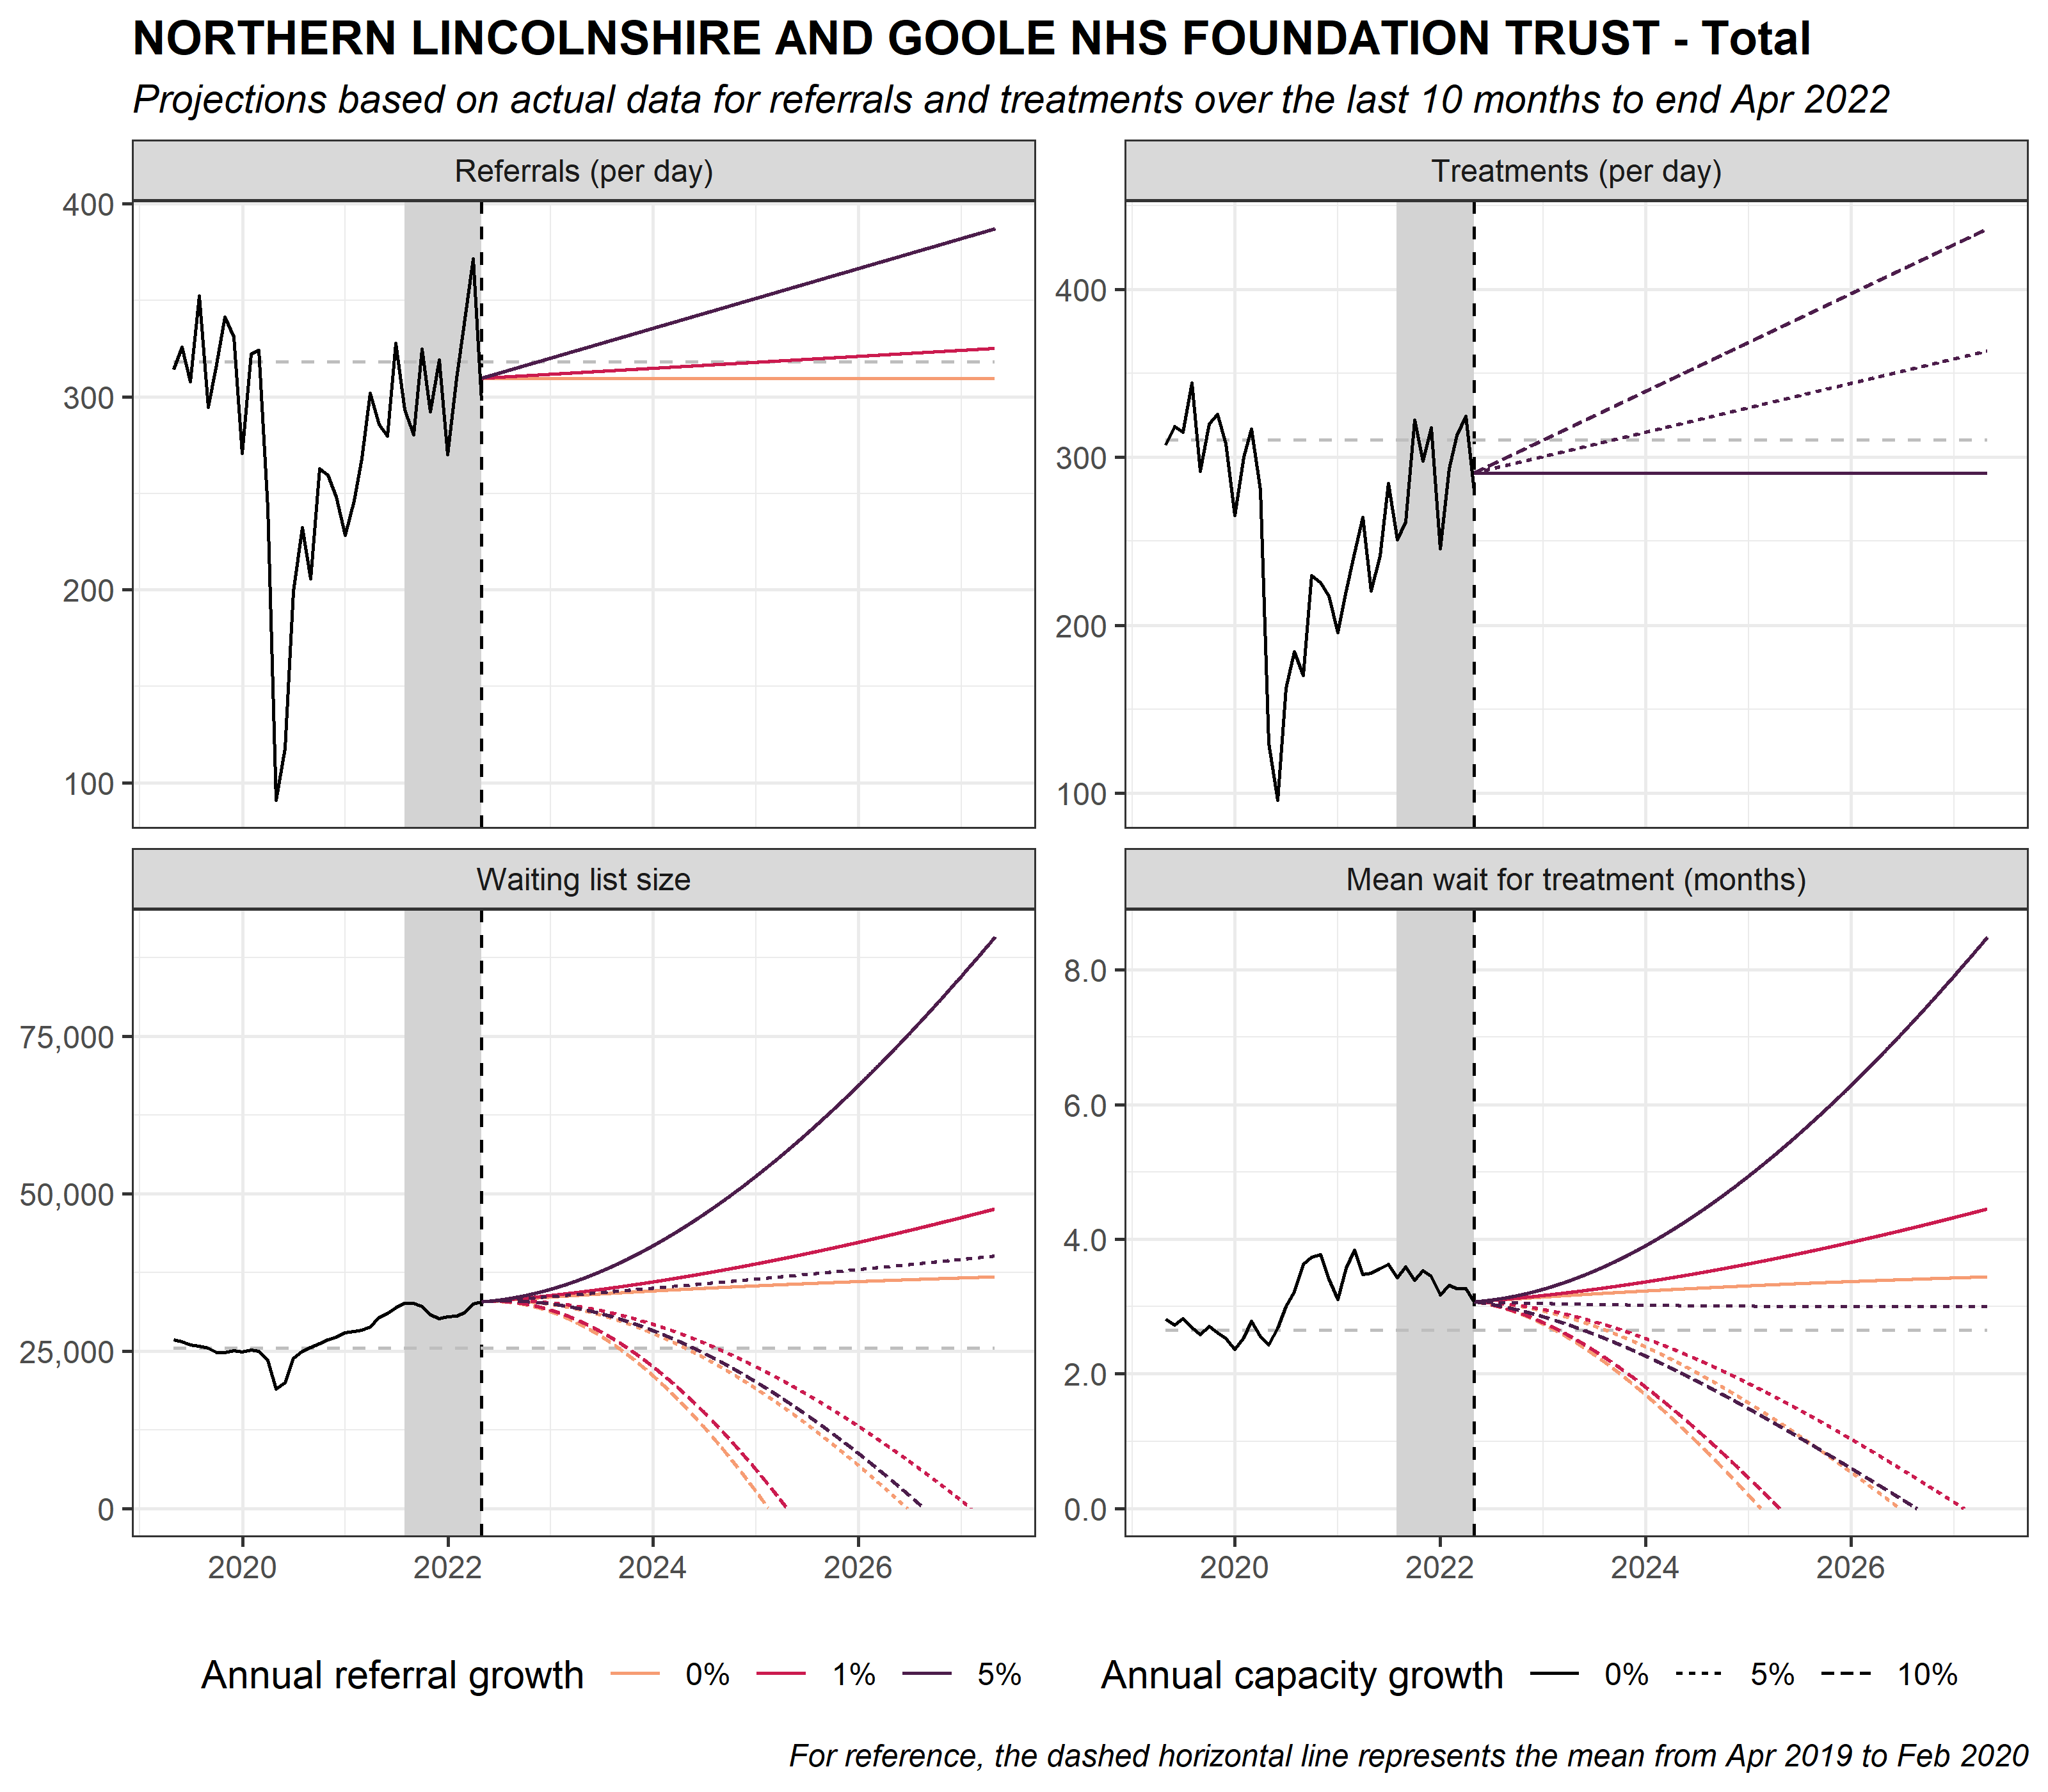 NORTHERN LINCOLNSHIRE AND GOOLE NHS FOUNDATION TRUST - Total
Projections based on actual data for referrals and treatments over the last 10 months to end Apr 2022
Referrals (per day)
400
300
200
100
Treatments (per day)
400
300
200
100
Waiting list size
75,000
50,000
25,000
0
2020 2022 2024 2026
Mean wait for treatment (months)
8.0
6.0
4.0
2.0
0.0
2020 2022 2024 2026
Annual referral growth 0% 1% 5%
Annual capacity growth 0% 5% 10%
For reference, the dashed horizontal line represents the mean from Apr 2019 to Feb 2020